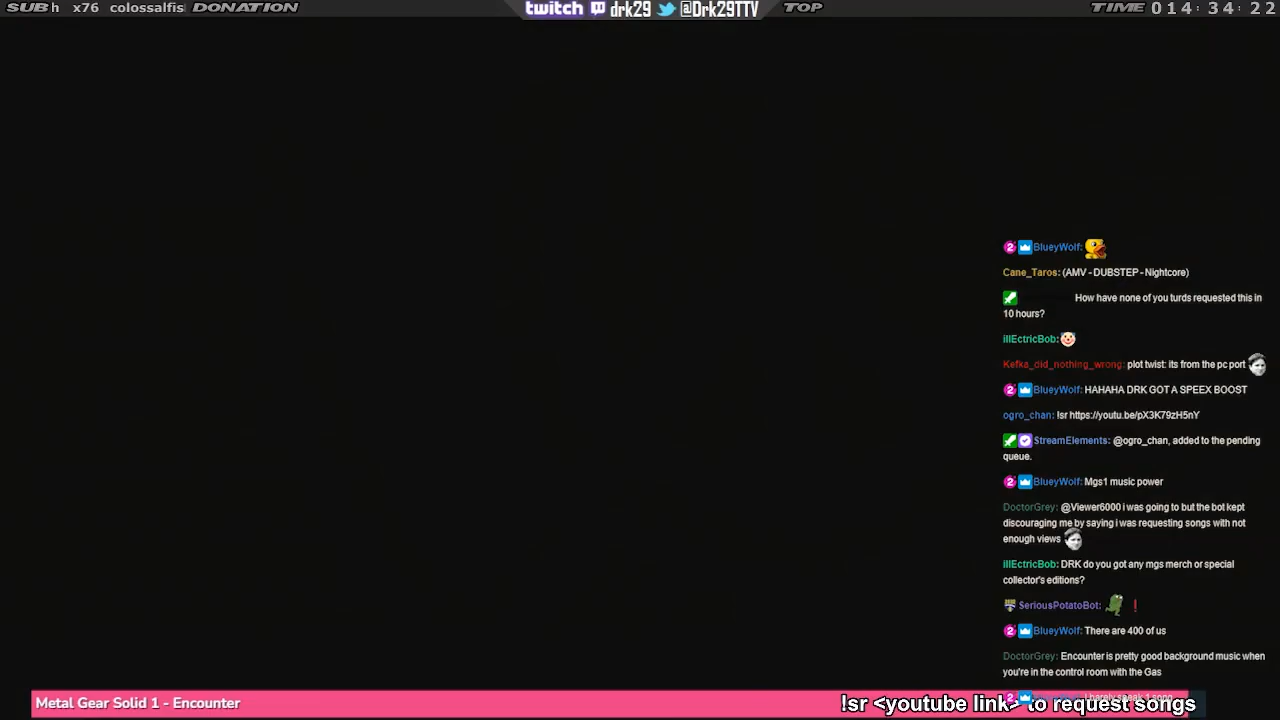 SUB h x76 colossalfis DONATION twitch drk29 @Drk29TTV TOP TIME 014:34:22
BlueyWolf:
Cane_Taros: (AMV - DUBSTEP - Nightcore)
How have none of you turds requested this in
10 hours?
illEctricBob:
Kefka_did_nothing_wrong: plot twist: its from the pc port
2 BlueyWolf: HAHAHA DRK GOT A SPEEX BOOST
ogro_chan: !sr https://youtu.be/pX3K79zH5nY
StreamElements: @ogro_chan, added to the pending
queue.
2 BlueyWolf: Mgs1 music power
DoctorGrey: @Viewer6000 i was going to but the bot kept
discouraging me by saying i was requesting songs with not
enough views
illEctricBob: DRK do you got any mgs merch or special
collector's editions?
SeriousPotatoBot:
2 BlueyWolf: There are 400 of us
DoctorGrey: Encounter is pretty good background music when
you're in the control room with the Gas
Metal Gear Solid 1 - Encounter
!sr <youtube link> to request songs